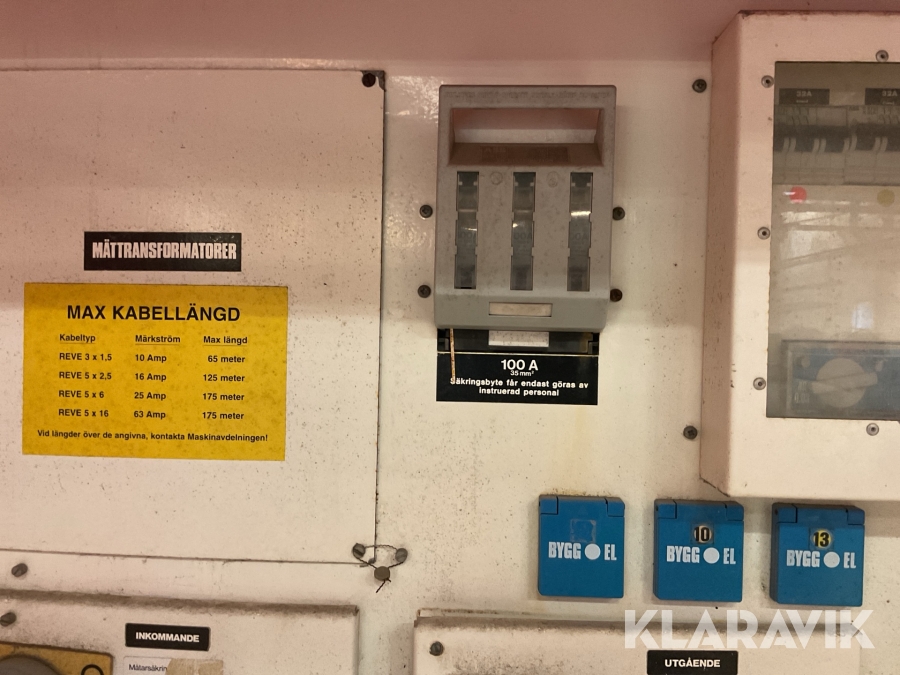 MÄTTRANSFORMATORER
MAX KABELLÄNGD
Kabeltyp Märkström Max längd
REVE 3 x 1,5 10 Amp 65 meter
REVE 5 x 2,5 16 Amp 125 meter
REVE 5 x 6 25 Amp 175 meter
REVE 5 x 16 63 Amp 175 meter
Vid längder över de angivna, kontakta Maskinavdelningen!
100 A
35 mm²
Säkringsbyte får endast göras av
instruerad personal
BYGG EL
10
BYGG EL
13
BYGG EL
KLARAVIK
INKOMMANDE
UTGÅENDE